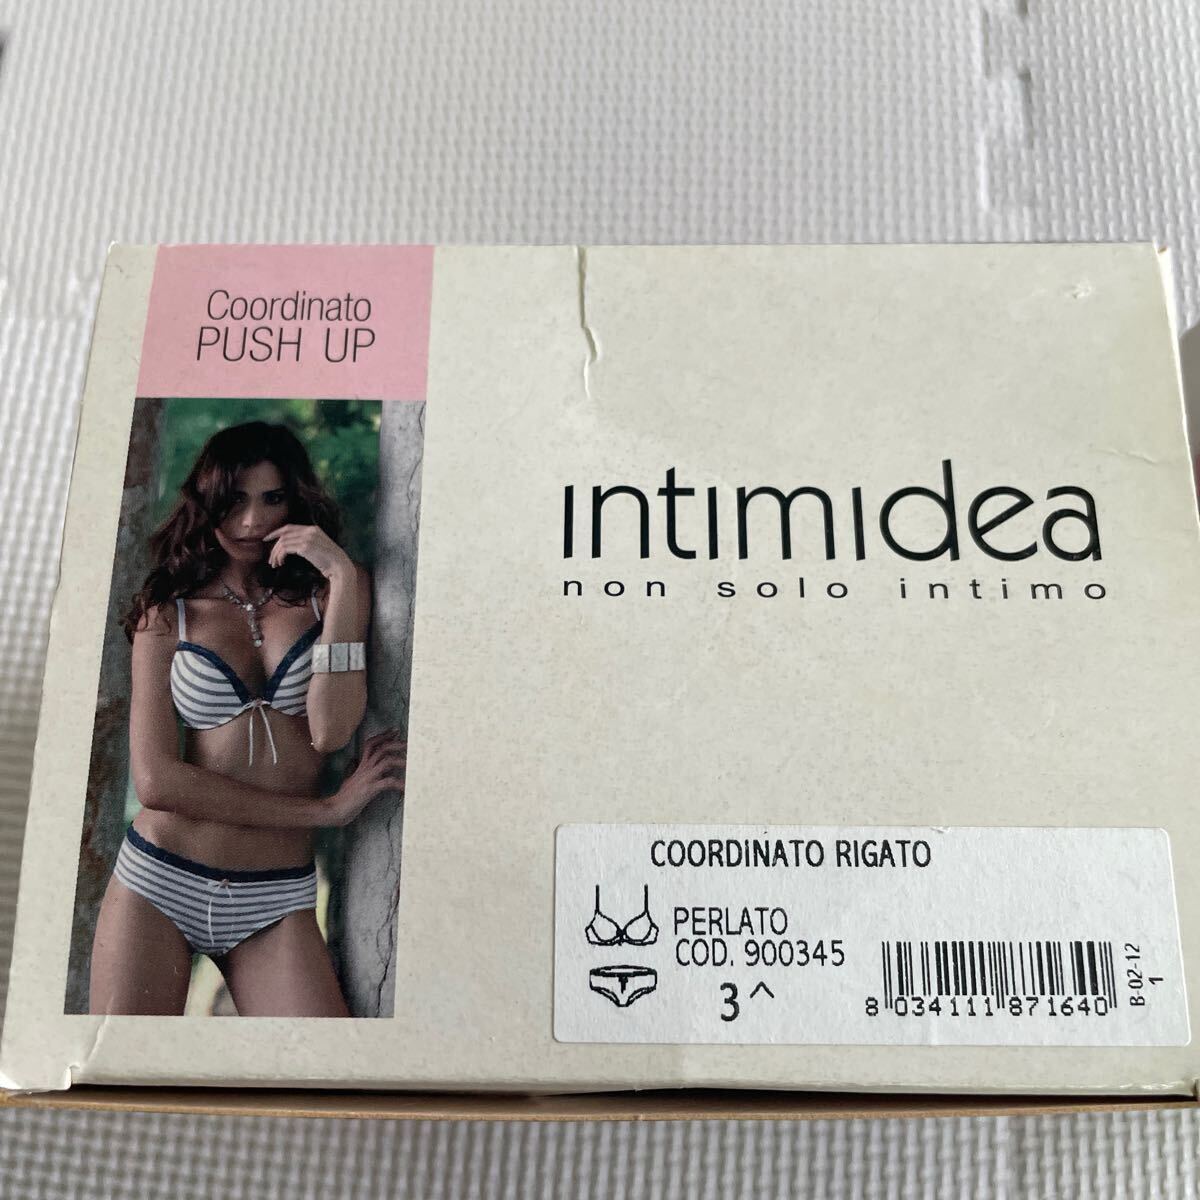 Coordinato
PUSH UP
intimidea
non solo intimo
COORDINATO RIGATO
PERLATO
COD. 900345
3^
8 034111 871640
B-02-12
1